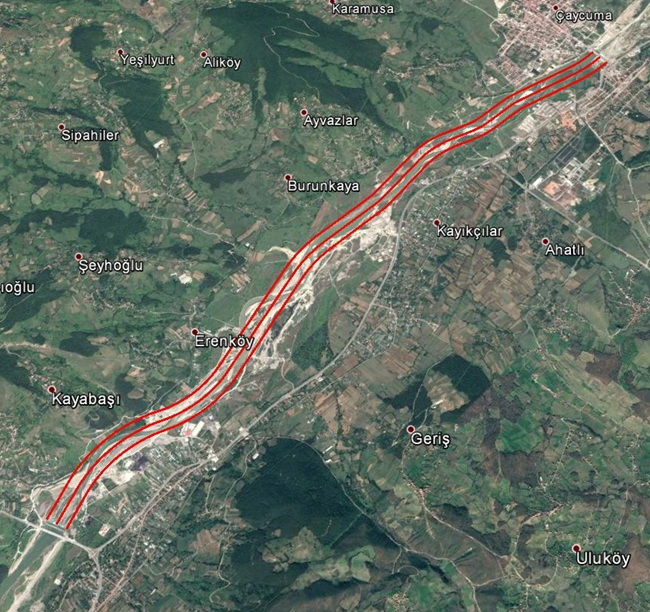 Karamusa
Çaycuma
Yeşilyurt
Aliköy
Ayvazlar
Sipahiler
Burunkaya
Kayıkçılar
Ahatlı
Şeyhoğlu
ıoğlu
Erenköy
Kayabaşı
Geriş
Uluköy